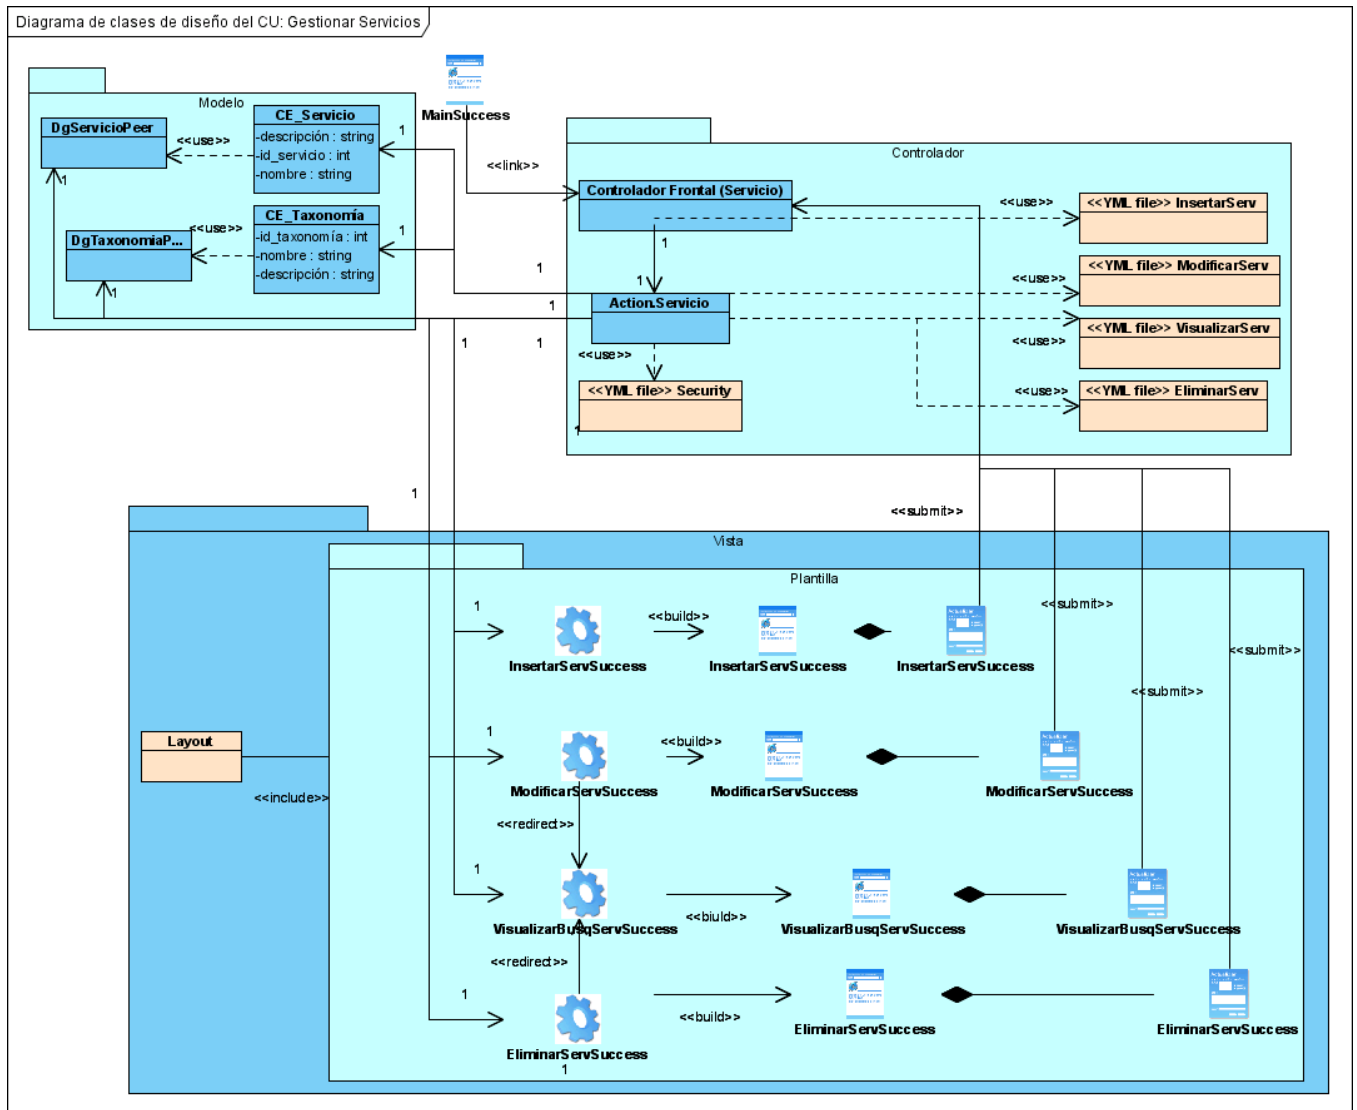 Diagrama de clases de diseño del CU: Gestionar Servicios
MainSuccess
<<link>>
Modelo
DgServicioPeer
<<use>>
CE_Servicio
-descripción : string
-id_servicio : int
-nombre : string
1
1
DgTaxonomiaP...
<<use>>
CE_Taxonomía
-id_taxonomía : int
-nombre : string
-descripción : string
1
1
Controlador
Controlador Frontal (Servicio)
1
1
Action.Servicio
1
1
1
1
<<use>>
<<YML file>> Security
1
<<use>>
<<YML file>> InsertarServ
<<use>>
<<YML file>> ModificarServ
<<use>>
<<YML file>> VisualizarServ
<<use>>
<<YML file>> EliminarServ
1
<<submit>>
Vista
Plantilla
1
<<build>>
<<submit>>
InsertarServSuccess
InsertarServSuccess
InsertarServSuccess
<<submit>>
<<submit>>
Layout
<<include>>
1
<<build>>
ModificarServSuccess
ModificarServSuccess
ModificarServSuccess
<<redirect>>
1
<<biuld>>
VisualizarBusqServSuccess
VisualizarBusqServSuccess
VisualizarBusqServSuccess
<<redirect>>
1
<<build>>
EliminarServSuccess
EliminarServSuccess
EliminarServSuccess
1